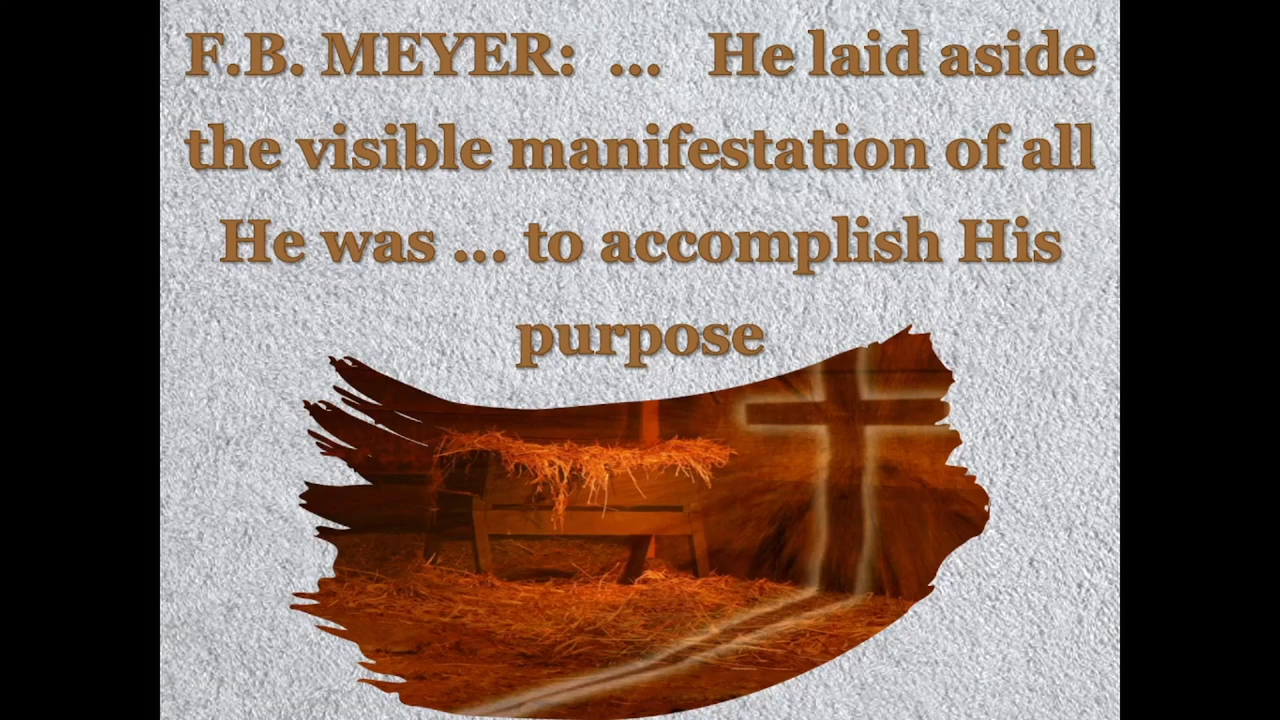 F.B. MEYER: ... He laid aside
the visible manifestation of all
He was ... to accomplish His
purpose